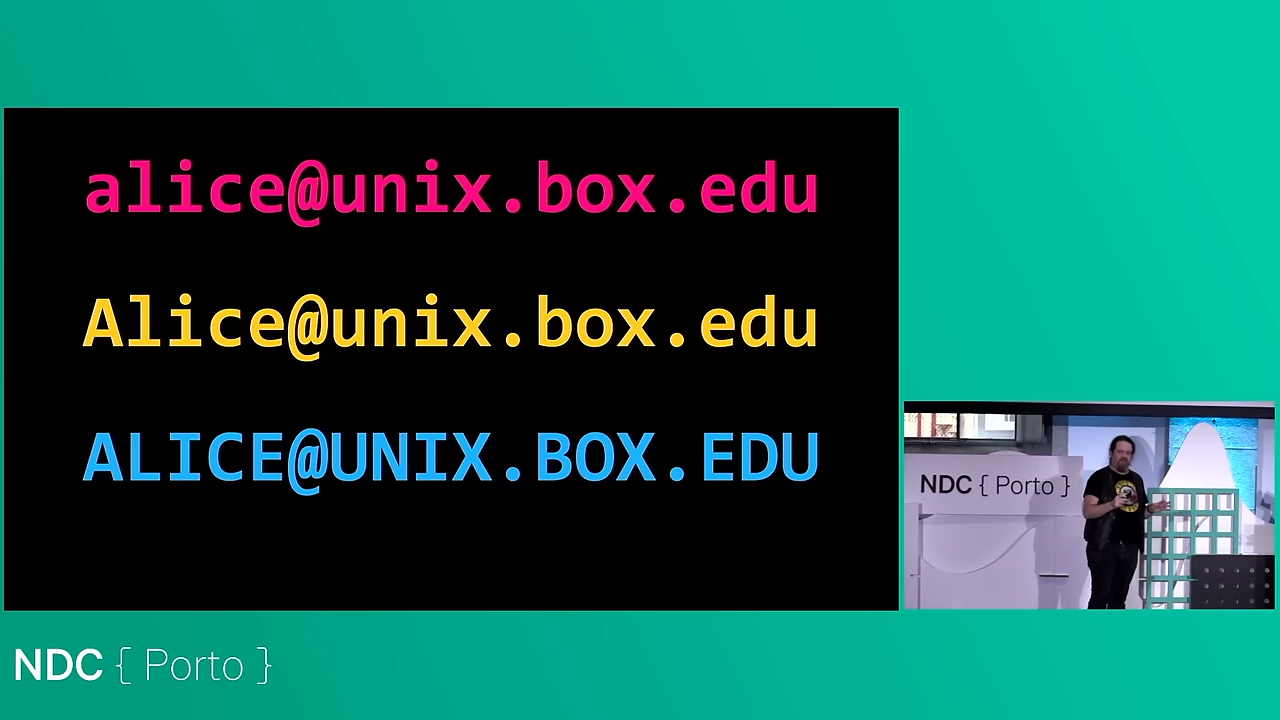 alice@unix.box.edu
Alice@unix.box.edu
ALICE@UNIX.BOX.EDU
NDC { Porto }
NDC { Porto }